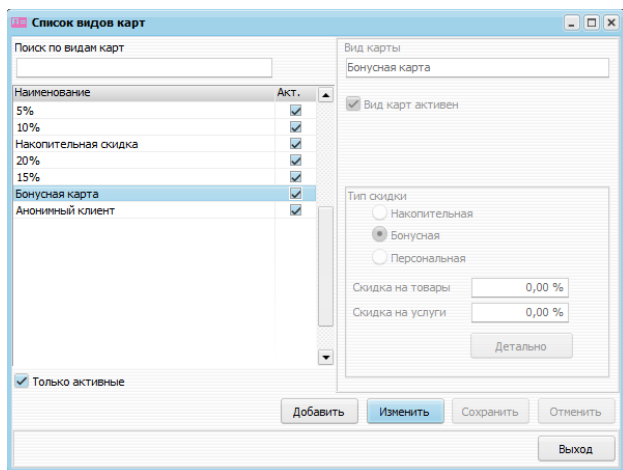 Список видов карт
Поиск по видам карт
Наименование Акт.
5%
10%
Накопительная скидка
20%
15%
Бонусная карта
Анонимный клиент
Только активные
Вид карты
Бонусная карта
Вид карт активен
Тип скидки
Накопительная
Бонусная
Персональная
Скидка на товары 0,00 %
Скидка на услуги 0,00 %
Детально
Добавить Изменить Сохранить Отменить
Выход